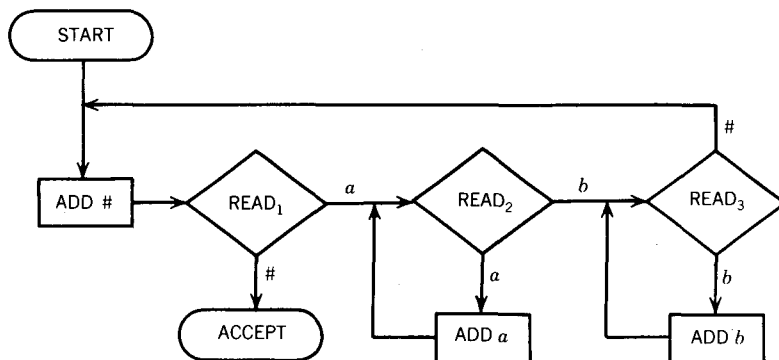 START
#
ADD #
READ₁
a
READ₂
b
READ₃
#
a
b
ACCEPT
ADD a
ADD b